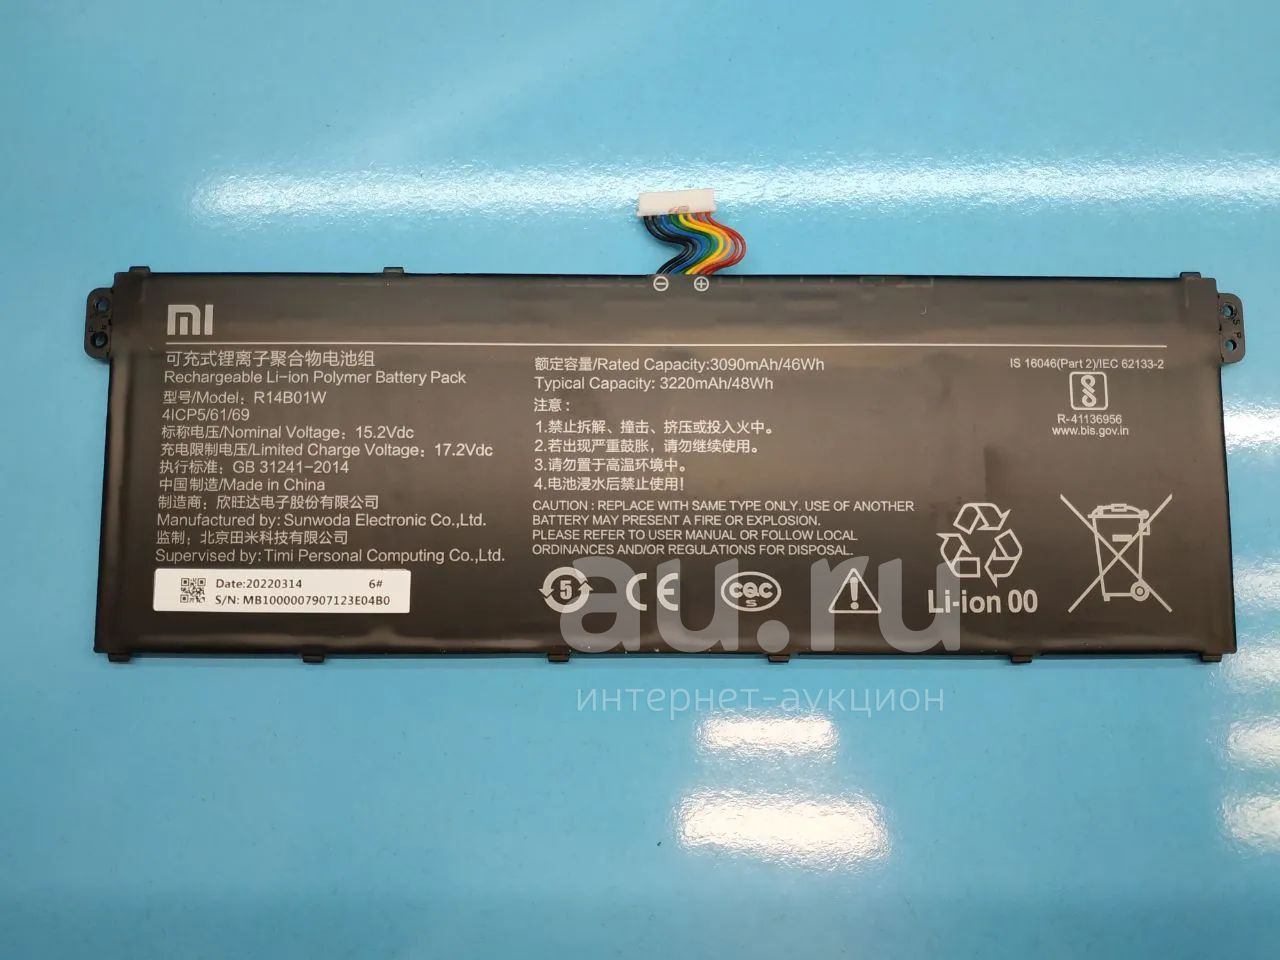 MI
可充式锂离子聚合物电池组
Rechargeable Li-ion Polymer Battery Pack
型号/Model: R14B01W
4ICP5/61/69
标称电压/Nominal Voltage: 15.2Vdc
充电限制电压/Limited Charge Voltage: 17.2Vdc
执行标准: GB 31241-2014
中国制造/Made in China
制造商: 欣旺达电子股份有限公司
Manufactured by: Sunwoda Electronic Co.,Ltd.
监制: 北京田米科技有限公司
Supervised by: Timi Personal Computing Co.,Ltd.
Date:20220314 6#
S/N: MB1000007907123E04B0
额定容量/Rated Capacity:3090mAh/46Wh
Typical Capacity: 3220mAh/48Wh
注意:
1.禁止拆解、撞击、挤压或投入火中。
2.若出现严重鼓胀，请勿继续使用。
3.请勿置于高温环境中。
4.电池浸水后禁止使用！
CAUTION : REPLACE WITH SAME TYPE ONLY. USE OF ANOTHER
BATTERY MAY PRESENT A FIRE OR EXPLOSION.
PLEASE REFER TO USER MANUAL OR FOLLOW LOCAL
ORDINANCES AND/OR REGULATIONS FOR DISPOSAL.
5
CE
CQC
S
IS 16046(Part 2)/IEC 62133-2
R-41136956
www.bis.gov.in
Li-ion 00
au.ru
интернет-аукцион